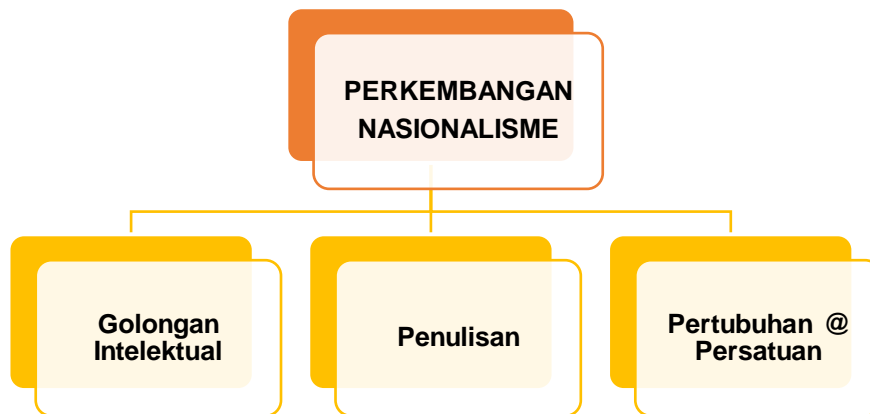 PERKEMBANGAN
NASIONALISME
Golongan
Intelektual
Penulisan
Pertubuhan @
Persatuan